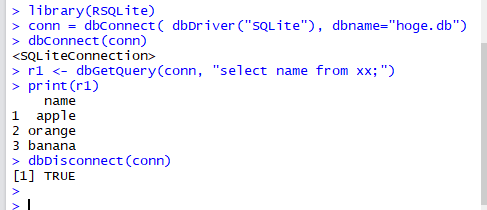 > library(RSQLite)
> conn = dbConnect( dbDriver("SQLite"), dbname="hoge.db")
> dbConnect(conn)
<SQLiteConnection>
> r1 <- dbGetQuery(conn, "select name from xx;")
> print(r1)
    name
1  apple
2 orange
3 banana
> dbDisconnect(conn)
[1] TRUE
>
>